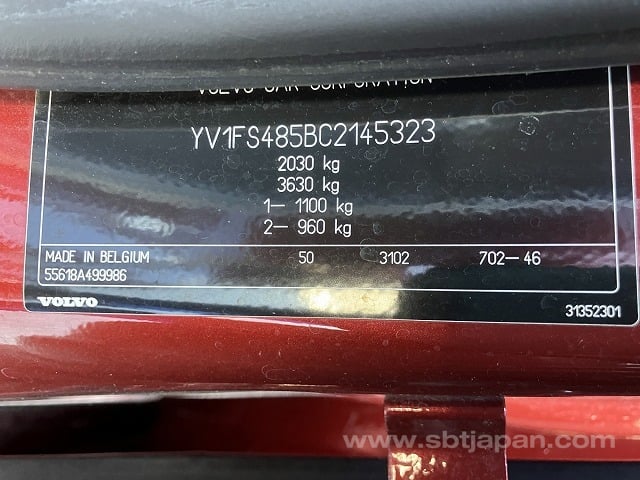 VOLVO CAR CORPORATION
YV1FS485BC2145323
2030 kg
3630 kg
1- 1100 kg
2- 960 kg
MADE IN BELGIUM 50 3102 702-46
55618A499986
VOLVO 31352301
www.sbtjapan.com